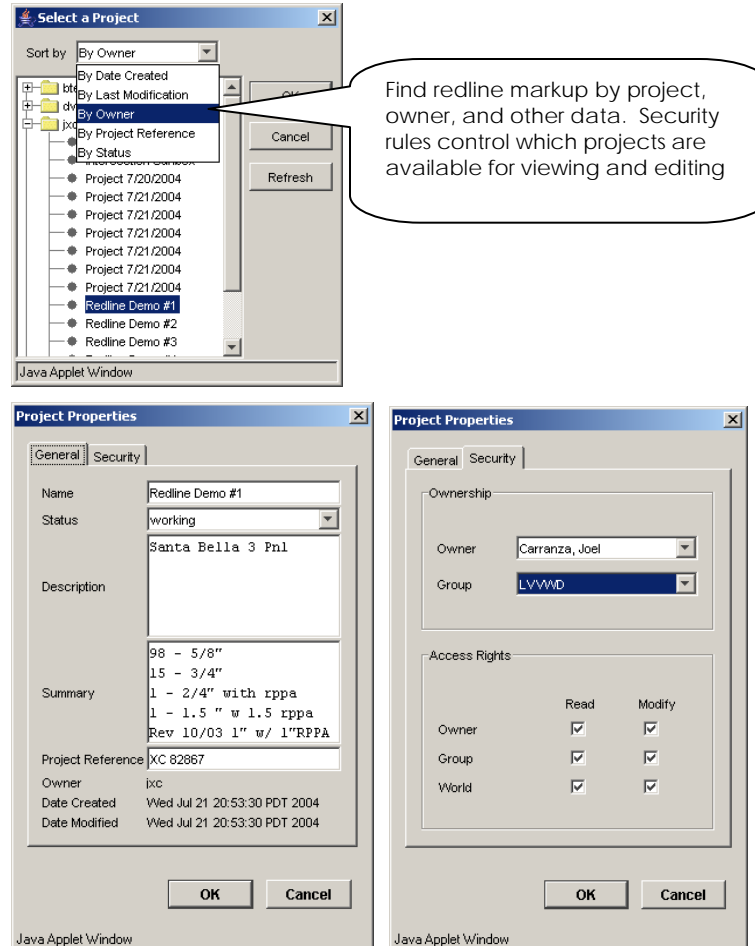 Select a Project
Sort by By Owner
By Date Created
By Last Modification
By Owner
By Project Reference
By Status
jxc
Project 7/20/2004
Project 7/21/2004
Project 7/21/2004
Project 7/21/2004
Project 7/21/2004
Project 7/21/2004
Redline Demo #1
Redline Demo #2
Redline Demo #3
Cancel
Refresh
Java Applet Window
Find redline markup by project,
owner, and other data. Security
rules control which projects are
available for viewing and editing
Project Properties
General Security
Name Redline Demo #1
Status working
Description Santa Bella 3 Pnl
Summary
98 - 5/8"
15 - 3/4"
1 - 2/4" with rppa
1 - 1.5 " w 1.5 rppa
Rev 10/03 1" w/ 1"RPPA
Project Reference XC 82867
Owner jxc
Date Created Wed Jul 21 20:53:30 PDT 2004
Date Modified Wed Jul 21 20:53:30 PDT 2004
OK Cancel
Java Applet Window
Project Properties
General Security
Ownership
Owner Carranza, Joel
Group LVVWD
Access Rights
Read Modify
Owner
Group
World
OK Cancel
Java Applet Window